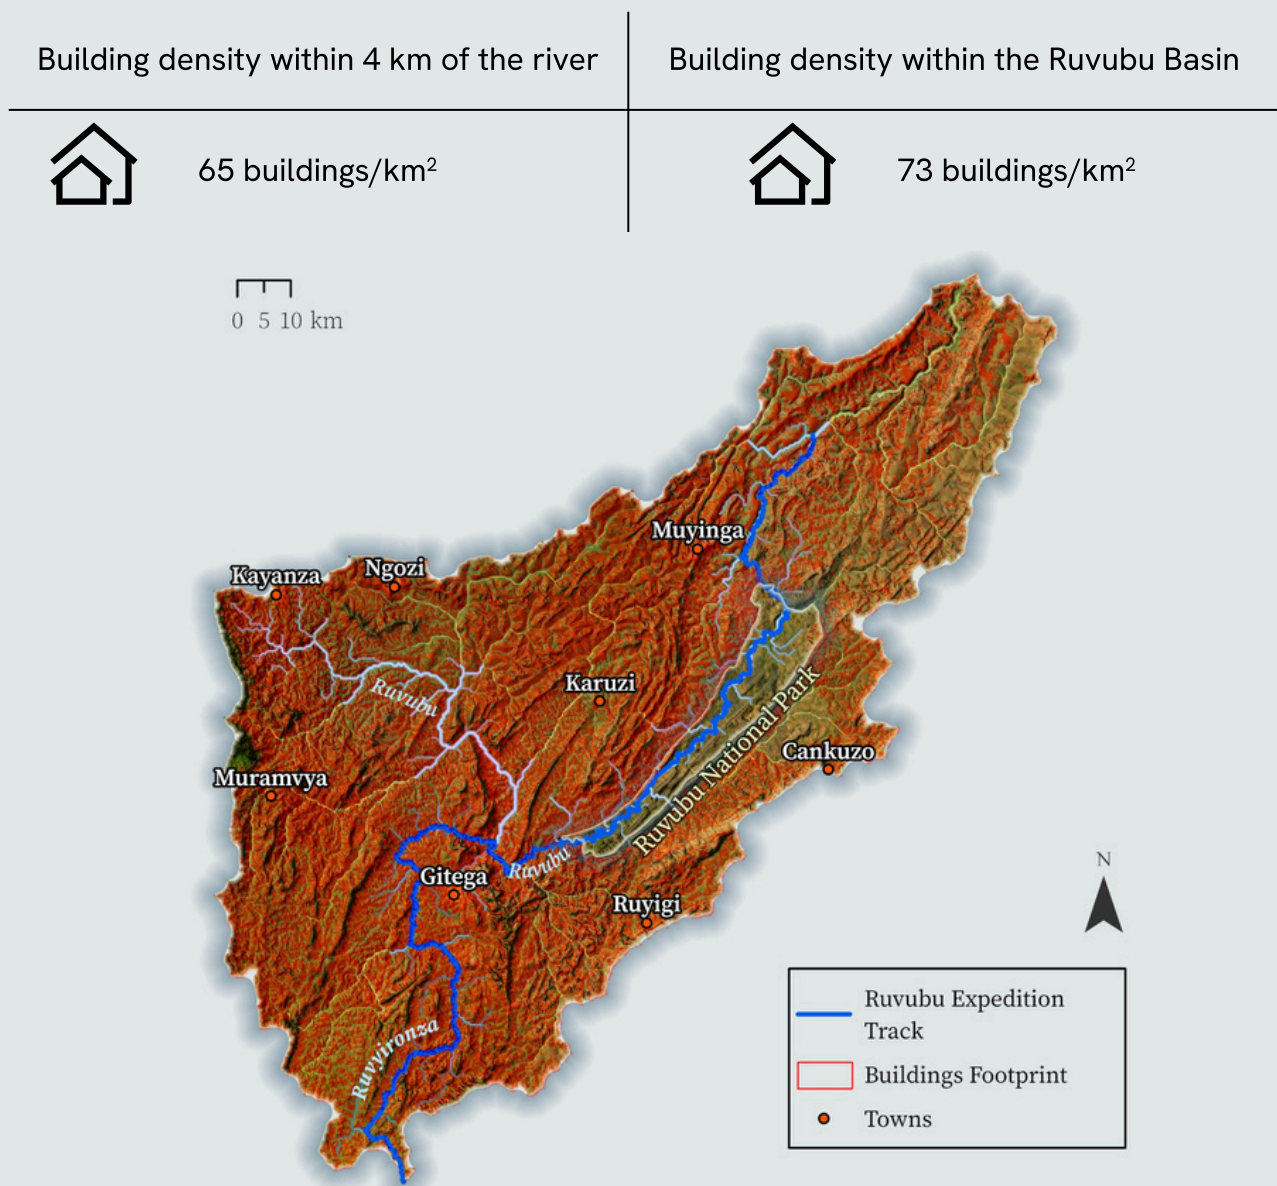 Building density within 4 km of the river
Building density within the Ruvubu Basin
65 buildings/km²
73 buildings/km²
0 5 10 km
Muyinga
Kayanza
Ngozi
Karuzi
Ruvubu
Ruvubu National Park
Cankuzo
Muramvya
Ruvubu
Gitega
Ruyigi
Ruvyironza
N
Ruvubu Expedition
Track
Buildings Footprint
Towns